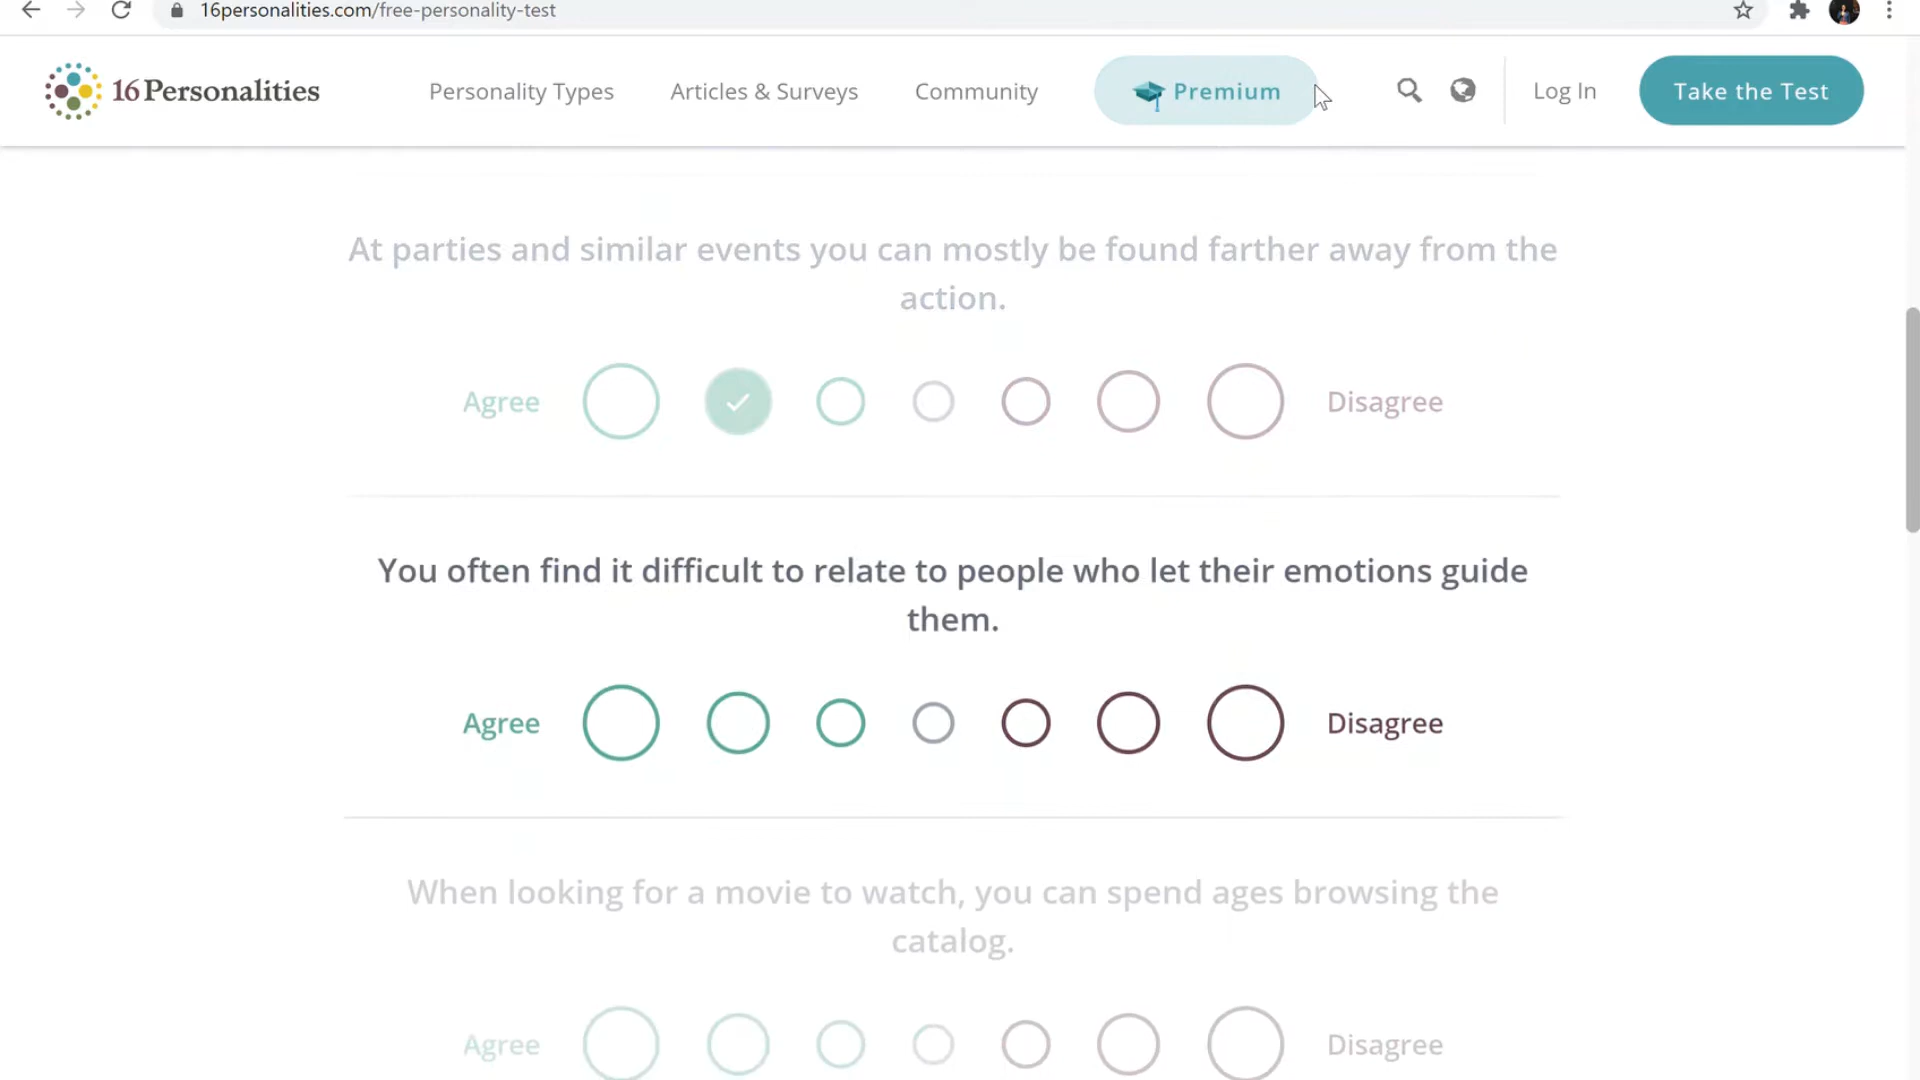 16personalities.com/free-personality-test
16Personalities
Personality Types
Articles & Surveys
Community
Premium
Log In
Take the Test
At parties and similar events you can mostly be found farther away from the
action.
Agree
Disagree
You often find it difficult to relate to people who let their emotions guide
them.
Agree
Disagree
When looking for a movie to watch, you can spend ages browsing the
catalog.
Agree
Disagree